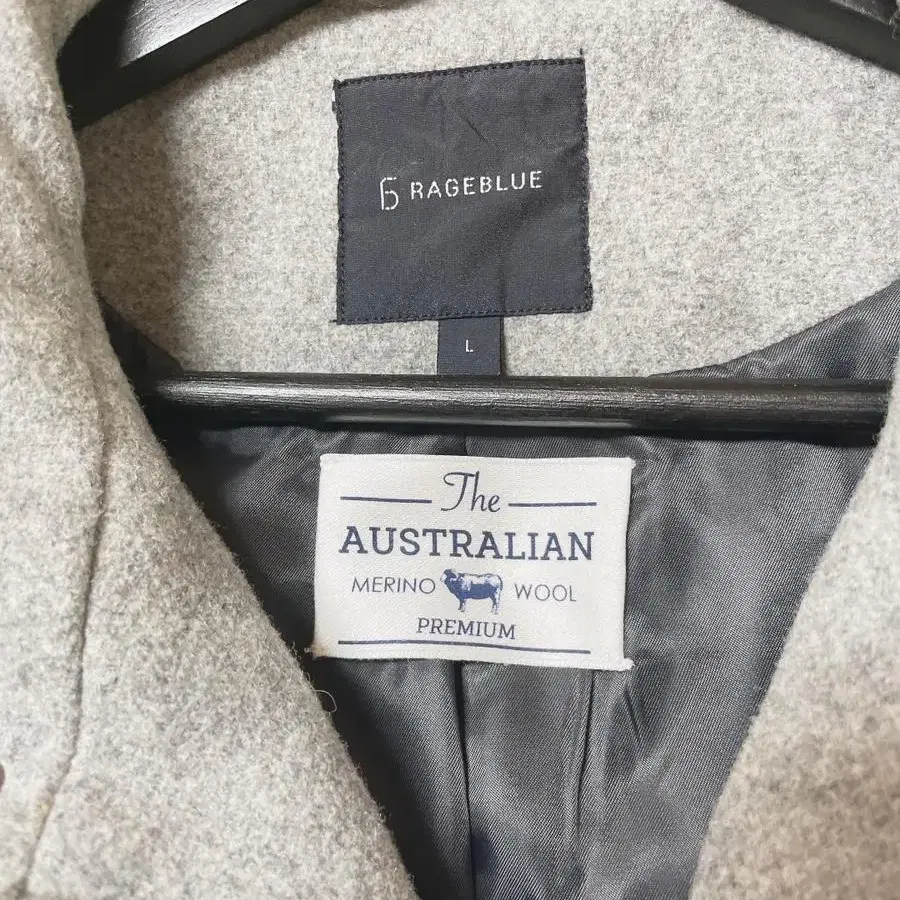 RAGEBLUE
L
The
AUSTRALIAN
MERINO WOOL
PREMIUM